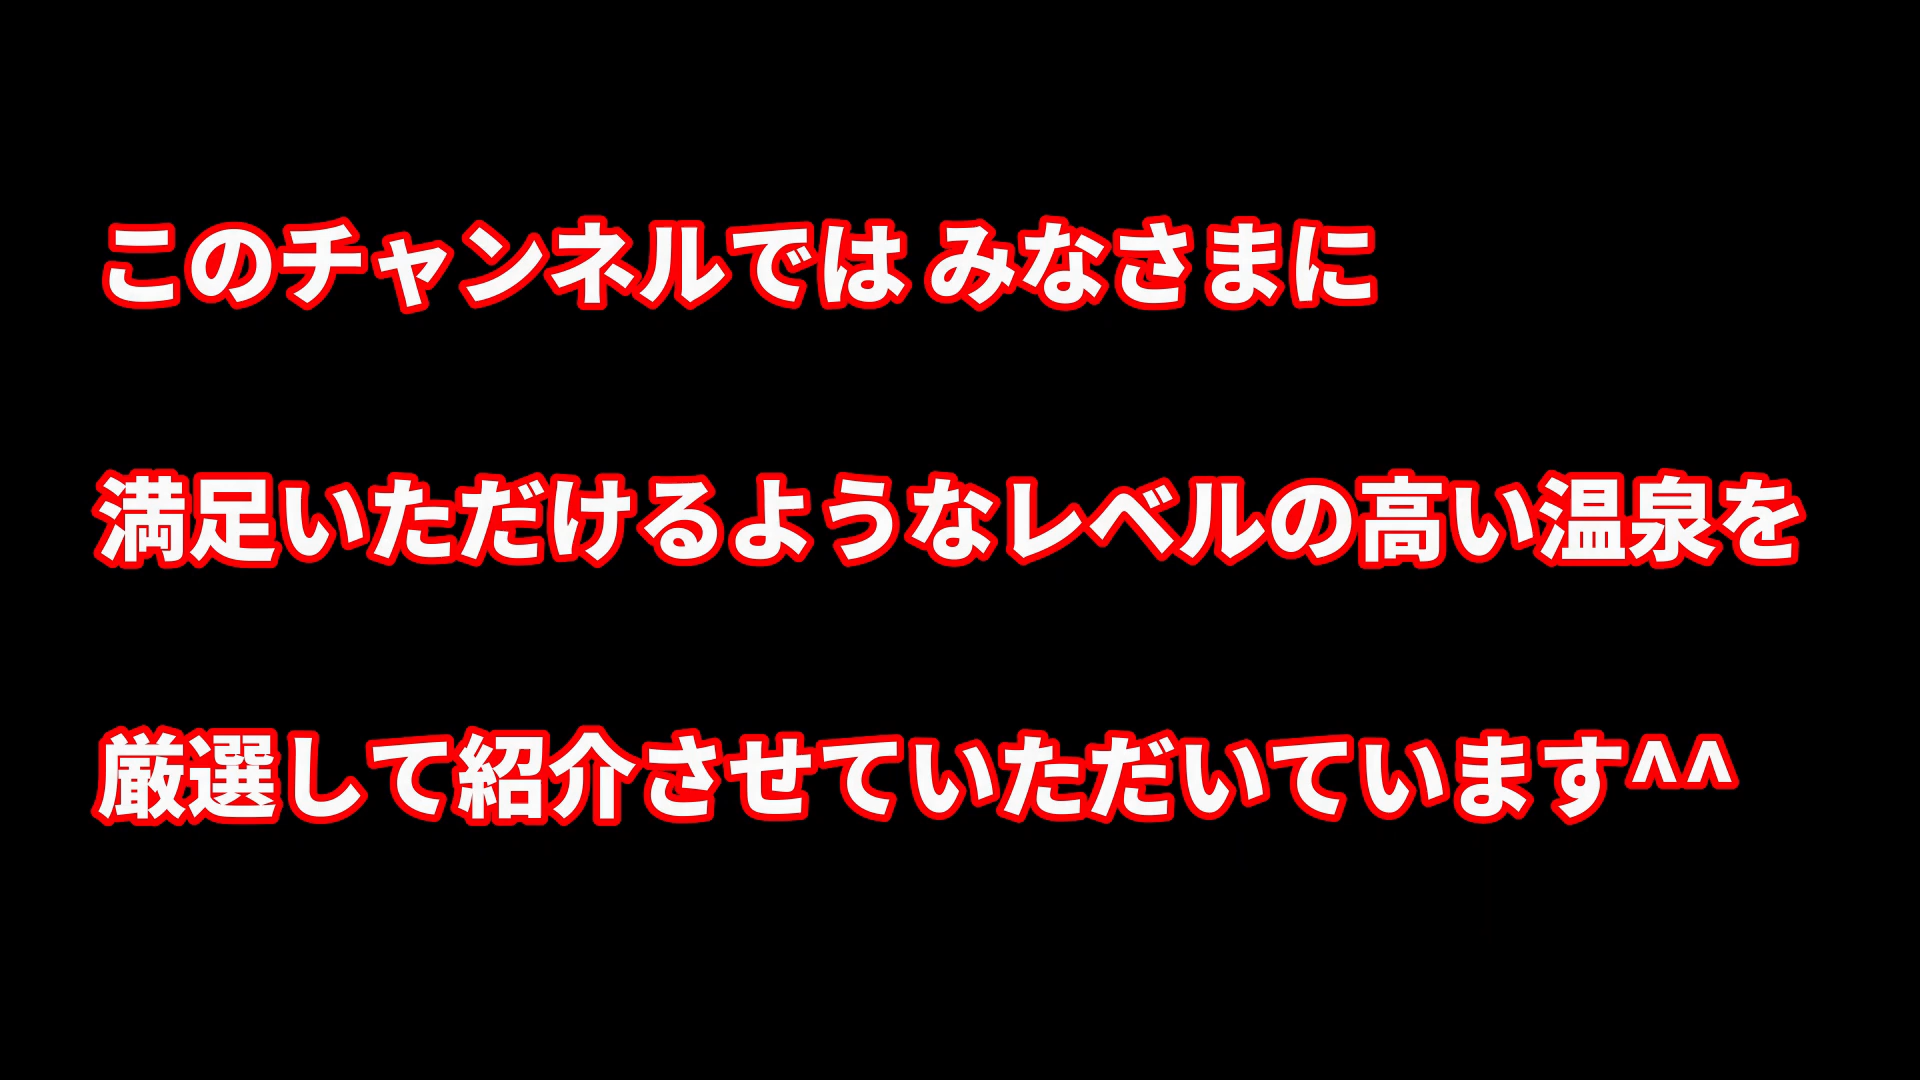 このチャンネルでは みなさまに
満足いただけるようなレベルの高い温泉を
厳選して紹介させていただいています^^